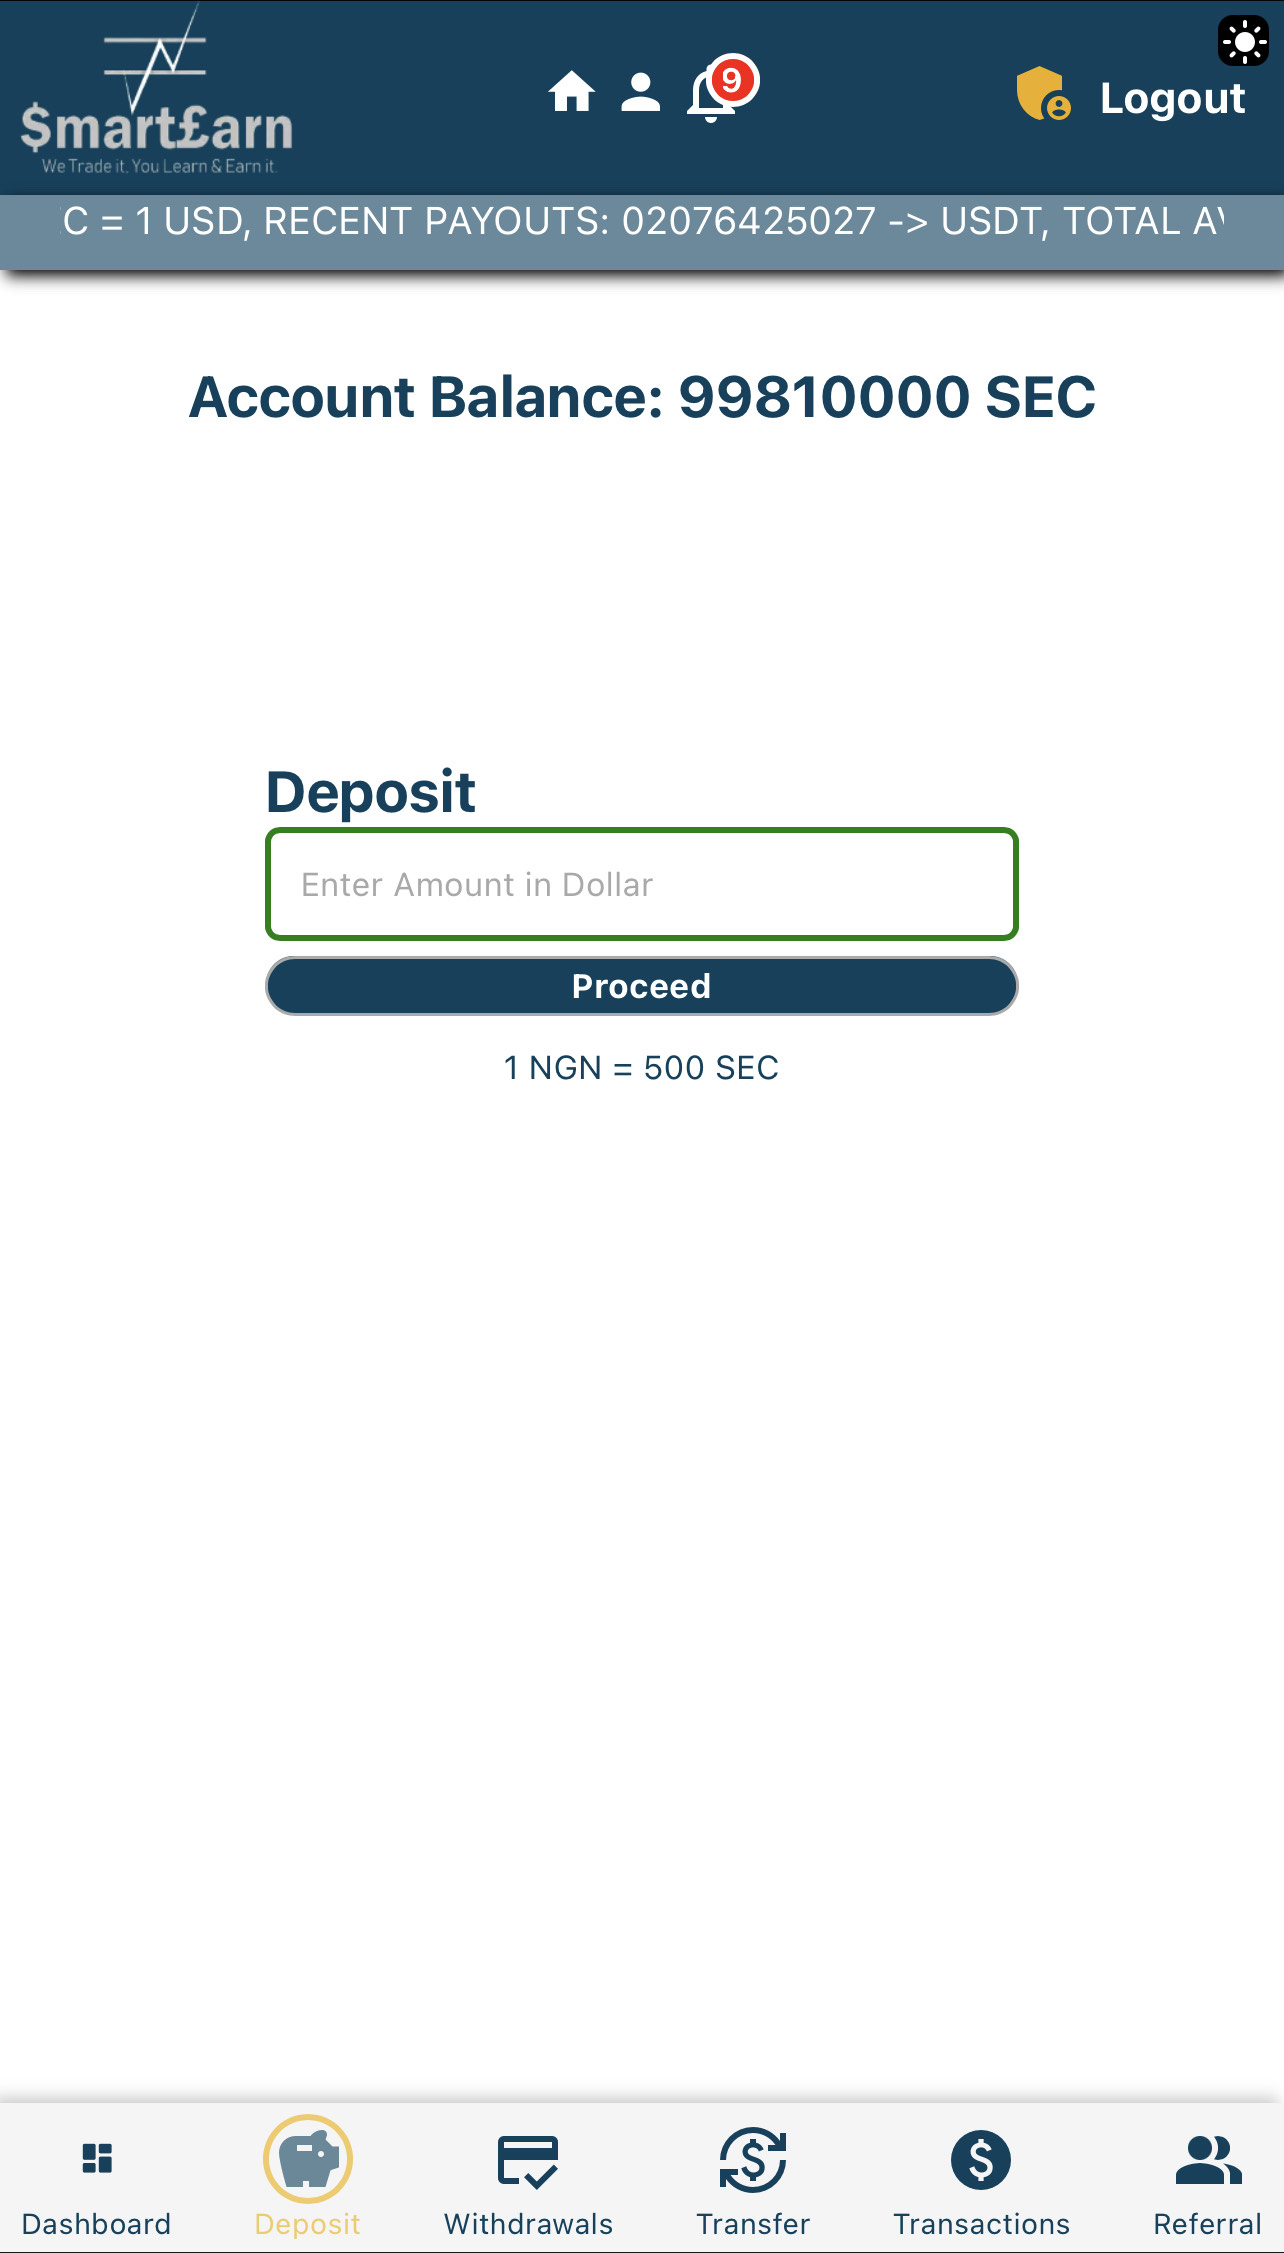 $mart£arn
We Trade it, You Learn & Earn it.
9
Logout
C = 1 USD, RECENT PAYOUTS: 02076425027 -> USDT, TOTAL AV
Account Balance: 99810000 SEC
Deposit
Enter Amount in Dollar
Proceed
1 NGN = 500 SEC
Dashboard
Deposit
Withdrawals
Transfer
Transactions
Referral